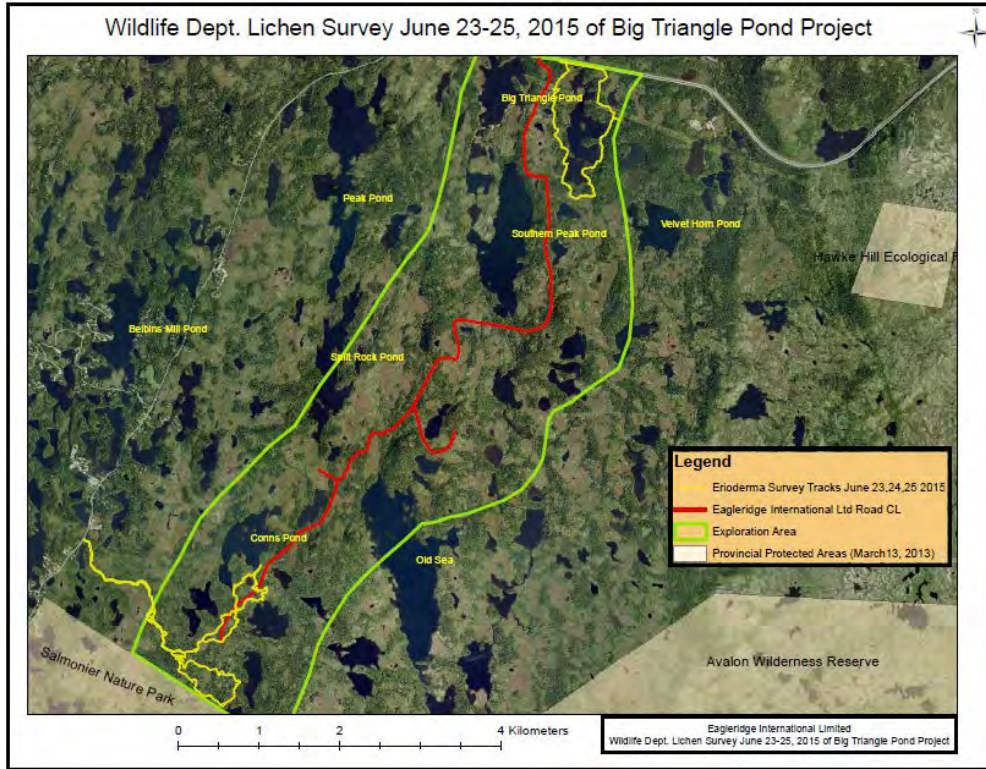 Wildlife Dept. Lichen Survey June 23-25, 2015 of Big Triangle Pond Project
N
Big Triangle Pond
Peak Pond
Velvet Horn Pond
Southern Peak Pond
Hawke Hill Ecological
Belbins Mill Pond
Split Rock Pond
Legend
Erioderma Survey Tracks June 23,24,25 2015
Eagleridge International Ltd Road CL
Exploration Area
Provincial Protected Areas (March13, 2013)
Conns Pond
Old Sea
Salmonier Nature Park
Avalon Wilderness Reserve
0 1 2 4 Kilometers
Eagleridge International Limited
Wildlife Dept. Lichen Survey June 23-25, 2015 of Big Triangle Pond Project